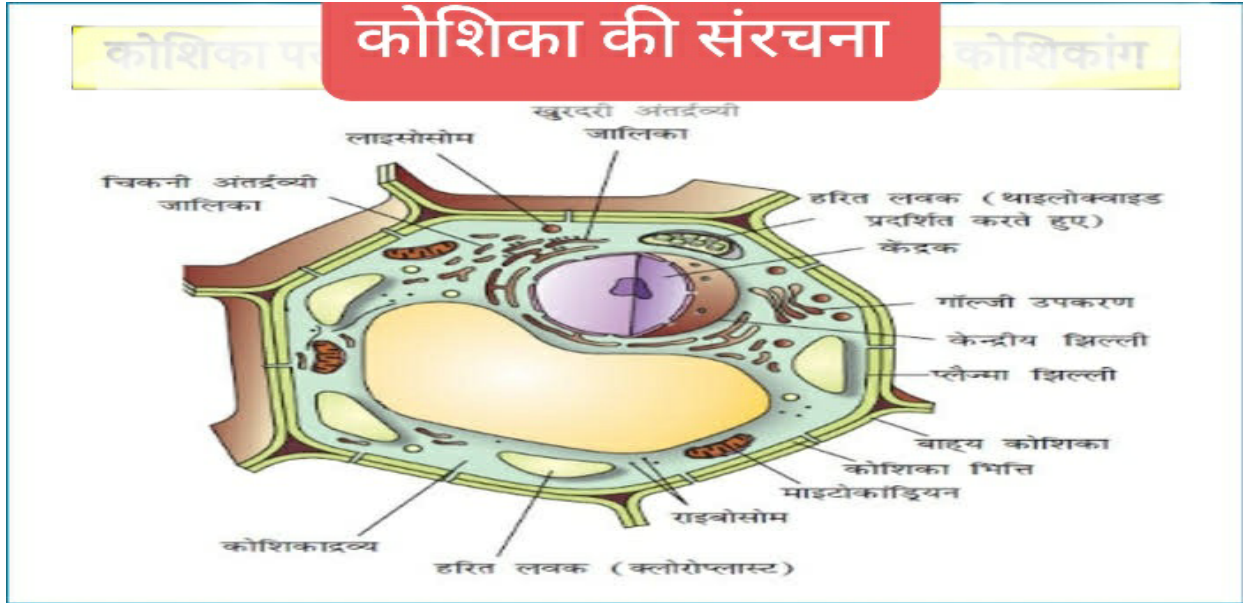 कोशिका की संरचना
कोशिका
कोशिकांग
खुरदरी अंतर्द्रव्यी
जालिका
लाइसोसोम
चिकनी अंतर्द्रव्यी
जालिका
हरित लवक (थाइलोक्वाइड
प्रदर्शित करते हुए)
केंद्रक
गॉल्जी उपकरण
केन्द्रीय झिल्ली
प्लैज्मा झिल्ली
बाह्य कोशिका
कोशिका भित्ति
माइटोकांड्रियन
राइबोसोम
कोशिकाद्रव्य
हरित लवक (क्लोरोप्लास्ट)